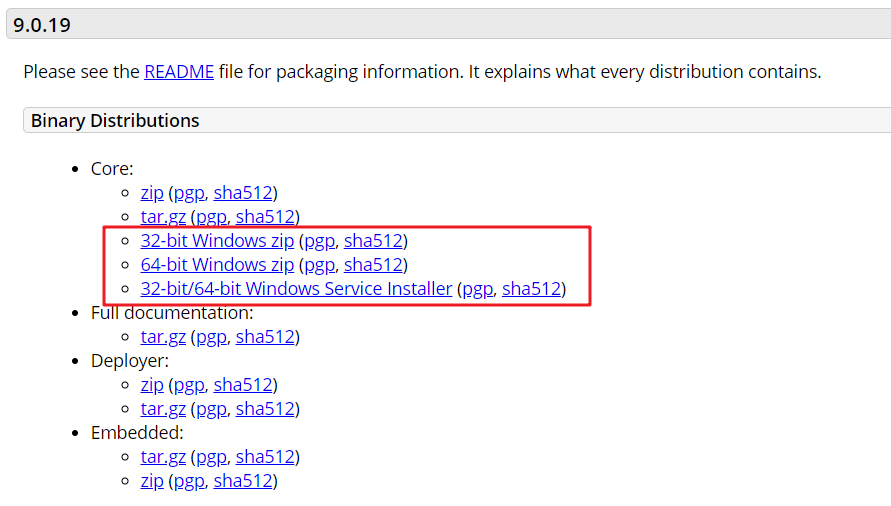 9.0.19
Please see the README file for packaging information. It explains what every distribution contains.
Binary Distributions
• Core:
zip (pgp, sha512)
tar.gz (pgp, sha512)
32-bit Windows zip (pgp, sha512)
64-bit Windows zip (pgp, sha512)
32-bit/64-bit Windows Service Installer (pgp, sha512)
• Full documentation:
tar.gz (pgp, sha512)
• Deployer:
zip (pgp, sha512)
tar.gz (pgp, sha512)
• Embedded:
tar.gz (pgp, sha512)
zip (pgp, sha512)